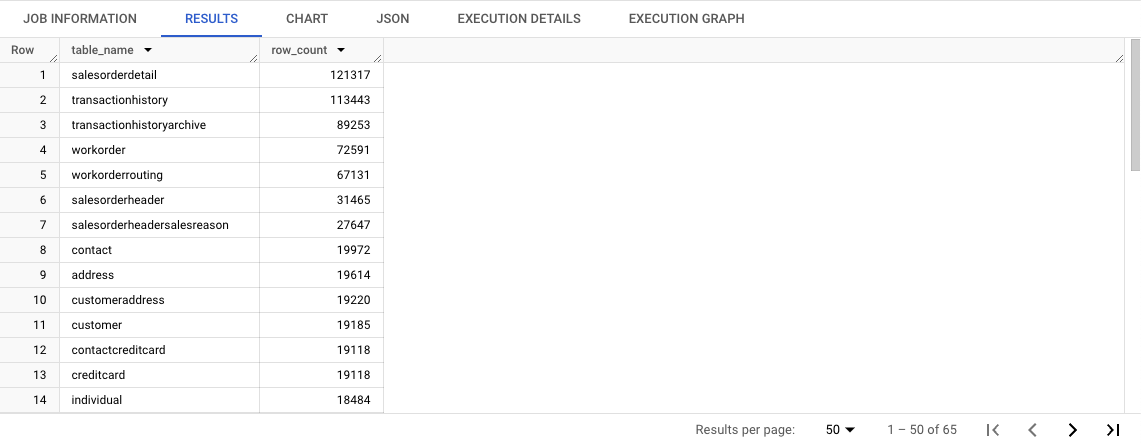 JOB INFORMATION RESULTS CHART JSON EXECUTION DETAILS EXECUTION GRAPH
Row table_name row_count
1 salesorderdetail 121317
2 transactionhistory 113443
3 transactionhistoryarchive 89253
4 workorder 72591
5 workorderrouting 67131
6 salesorderheader 31465
7 salesorderheadersalesreason 27647
8 contact 19972
9 address 19614
10 customeraddress 19220
11 customer 19185
12 contactcreditcard 19118
13 creditcard 19118
14 individual 18484
Results per page: 50 1 – 50 of 65